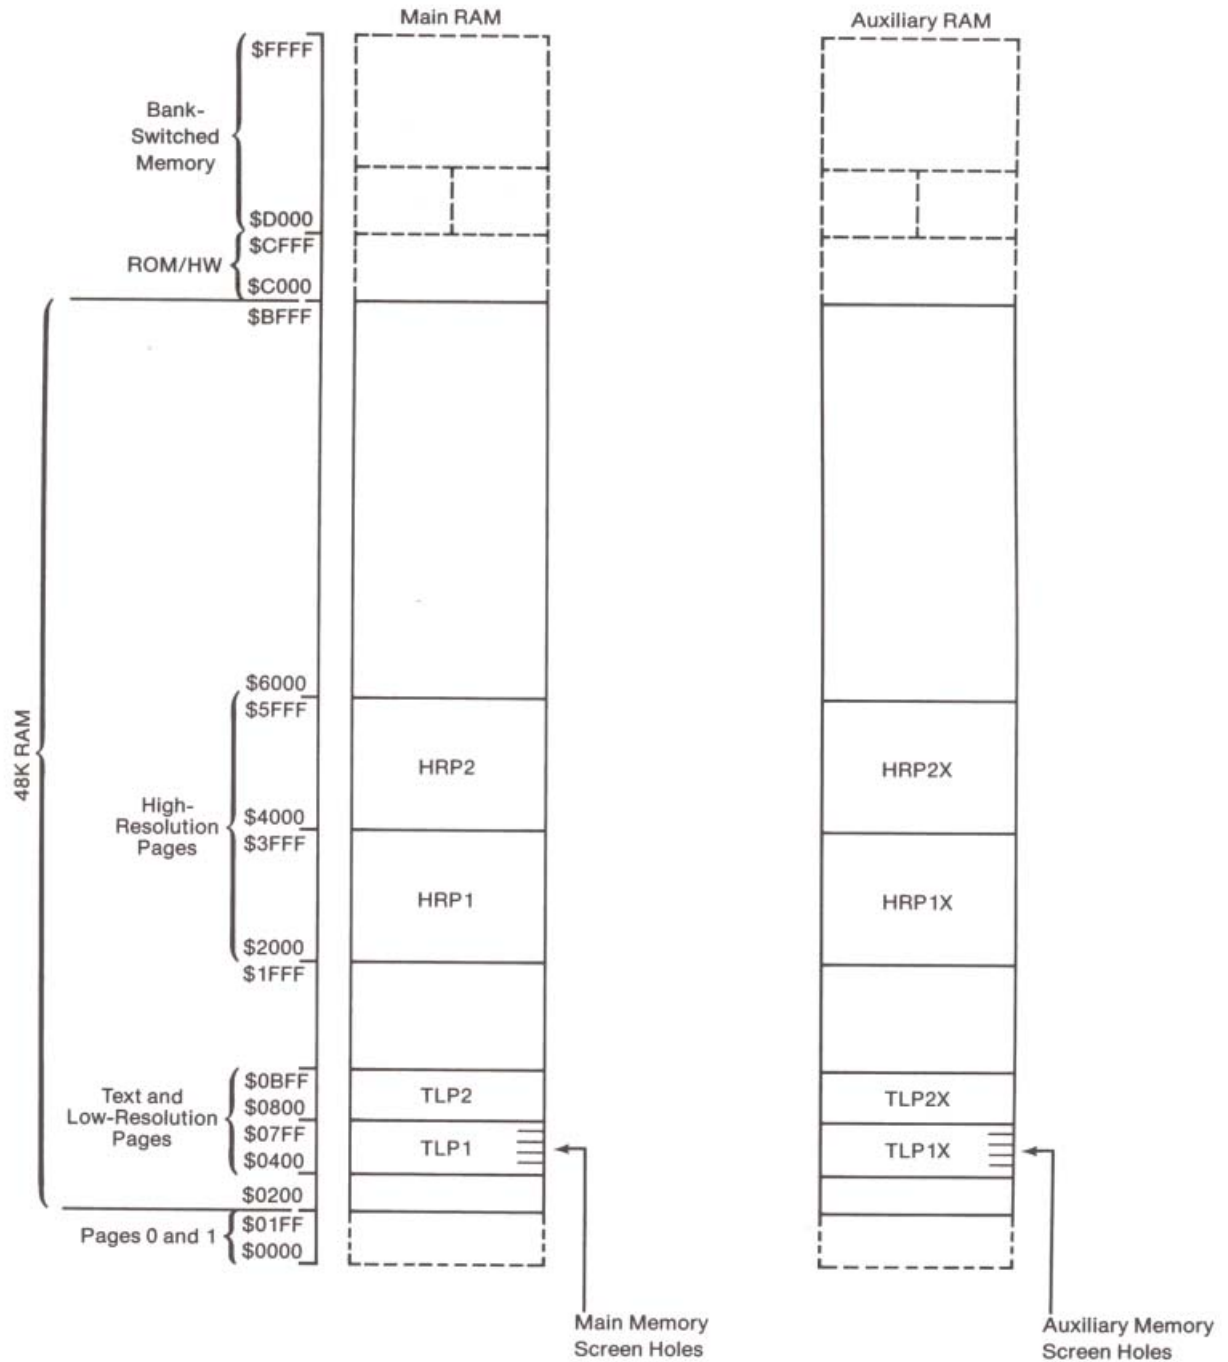 Main RAM
Auxiliary RAM
$FFFF
Bank-
Switched
Memory
$D000
$CFFF
ROM/HW
$C000
$BFFF
$6000
$5FFF
48K RAM
HRP2
HRP2X
High-
Resolution
Pages
$4000
$3FFF
HRP1
HRP1X
$2000
$1FFF
$0BFF
Text and
Low-Resolution
Pages
$0800
TLP2
TLP2X
$07FF
TLP1
TLP1X
$0400
$0200
$01FF
Pages 0 and 1
$0000
Main Memory
Screen Holes
Auxiliary Memory
Screen Holes